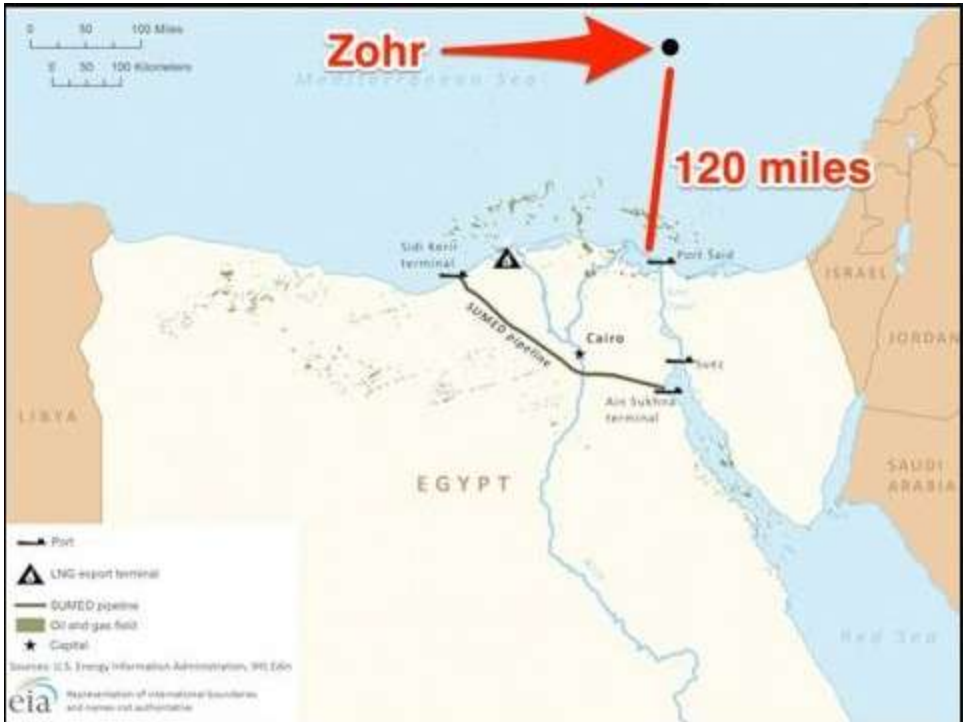 0 50 100 Miles
0 50 100 Kilometers
Zohr
Mediterranean Sea
120 miles
Sidi Kerir
terminal
Port Said
ISRAEL
SUMED pipeline
Cairo
JORDAN
Suez
Ain Sukhna
terminal
LIBYA
EGYPT
SAUDI
ARABIA
Port
LNG export terminal
SUMED pipeline
Oil and gas field
Capital
Red Sea
Sources: U.S. Energy Information Administration, IHS Edin
eia
Representation of international boundaries
and names not authoritative